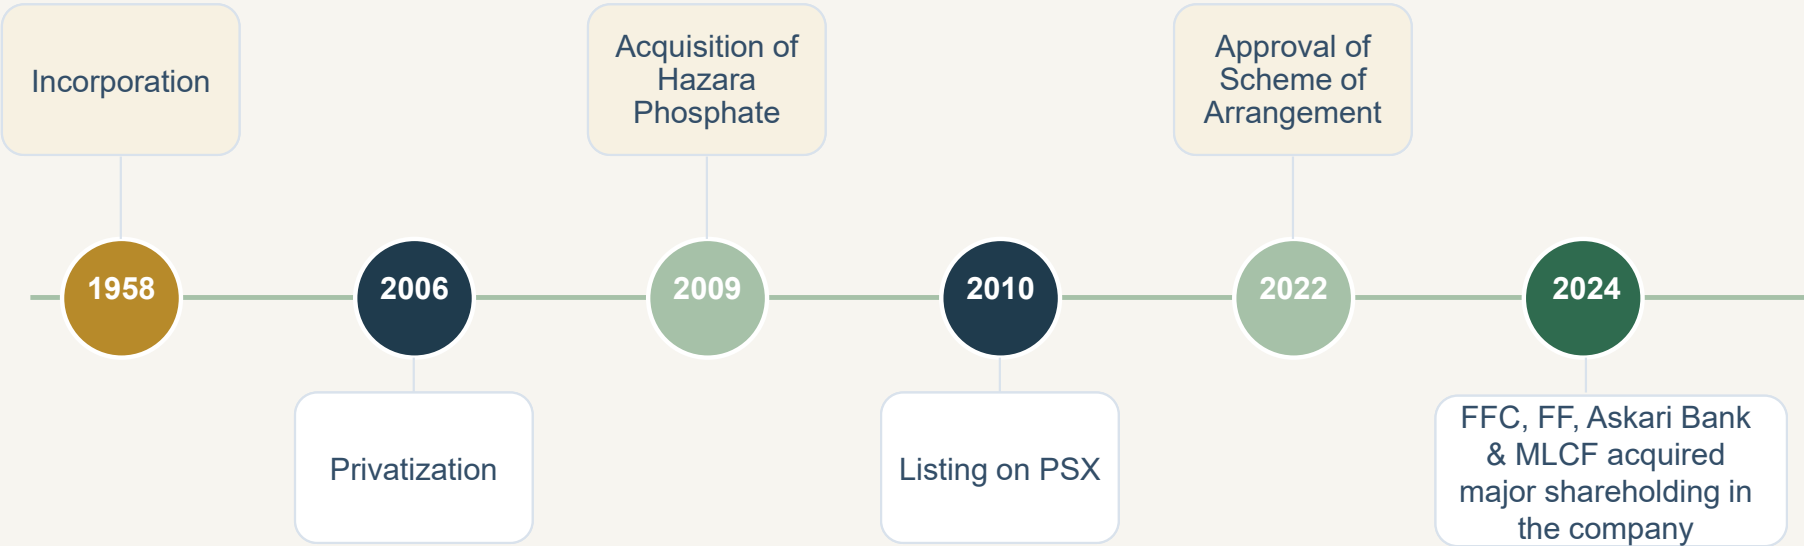 Incorporation
Acquisition of
Hazara
Phosphate
Approval of
Scheme of
Arrangement
1958
2006
2009
2010
2022
2024
Privatization
Listing on PSX
FFC, FF, Askari Bank
& MLCF acquired
major shareholding in
the company